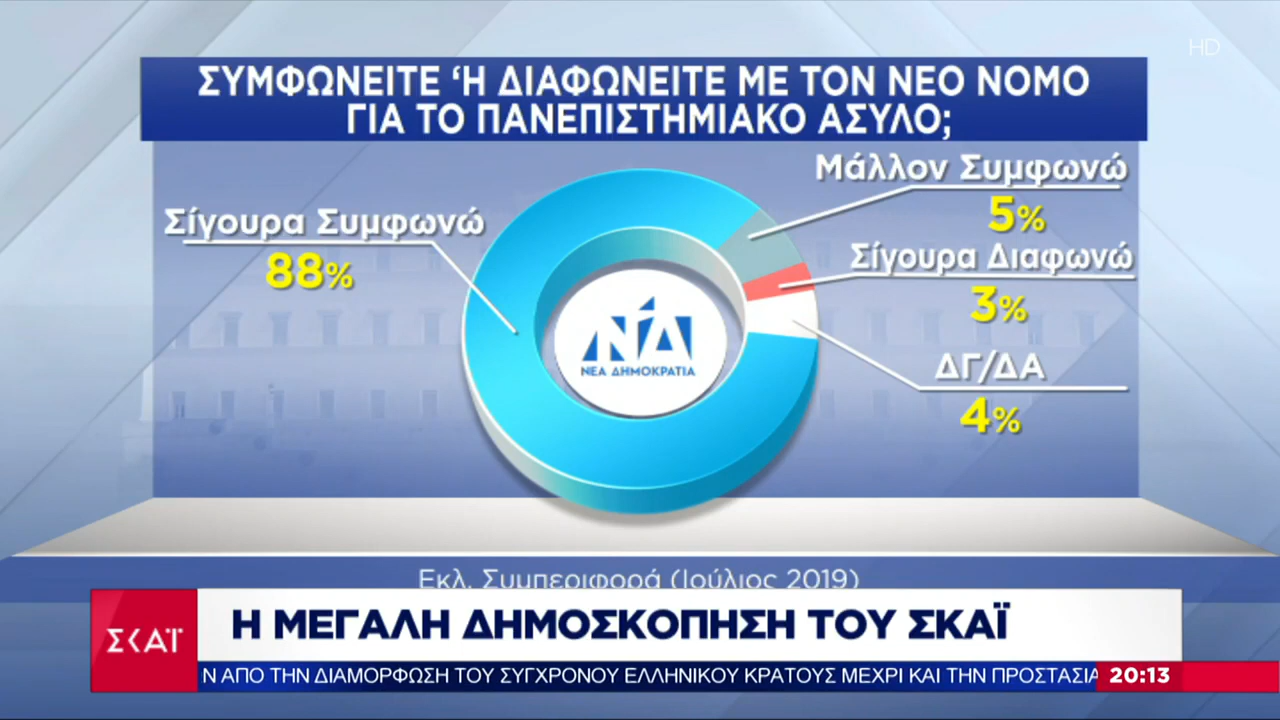 HD
ΣΥΜΦΩΝΕΙΤΕ ‘Η ΔΙΑΦΩΝΕΙΤΕ ΜΕ ΤΟΝ ΝΕΟ ΝΟΜΟ
ΓΙΑ ΤΟ ΠΑΝΕΠΙΣΤΗΜΙΑΚΟ ΑΣΥΛΟ;
Σίγουρα Συμφωνώ
88%
Μάλλον Συμφωνώ
5%
Σίγουρα Διαφωνώ
3%
ΔΓ/ΔΑ
4%
ΝΔ
ΝΕΑ ΔΗΜΟΚΡΑΤΙΑ
Εκλ. Συμπεριφορά (Ιούλιος 2019)
ΣΚΑΪ
Η ΜΕΓΑΛΗ ΔΗΜΟΣΚΟΠΗΣΗ ΤΟΥ ΣΚΑΪ
Ν ΑΠΟ ΤΗΝ ΔΙΑΜΟΡΦΩΣΗ ΤΟΥ ΣΥΓΧΡΟΝΟΥ ΕΛΛΗΝΙΚΟΥ ΚΡΑΤΟΥΣ ΜΕΧΡΙ ΚΑΙ ΤΗΝ ΠΡΟΣΤΑΣΙΑ
20:13